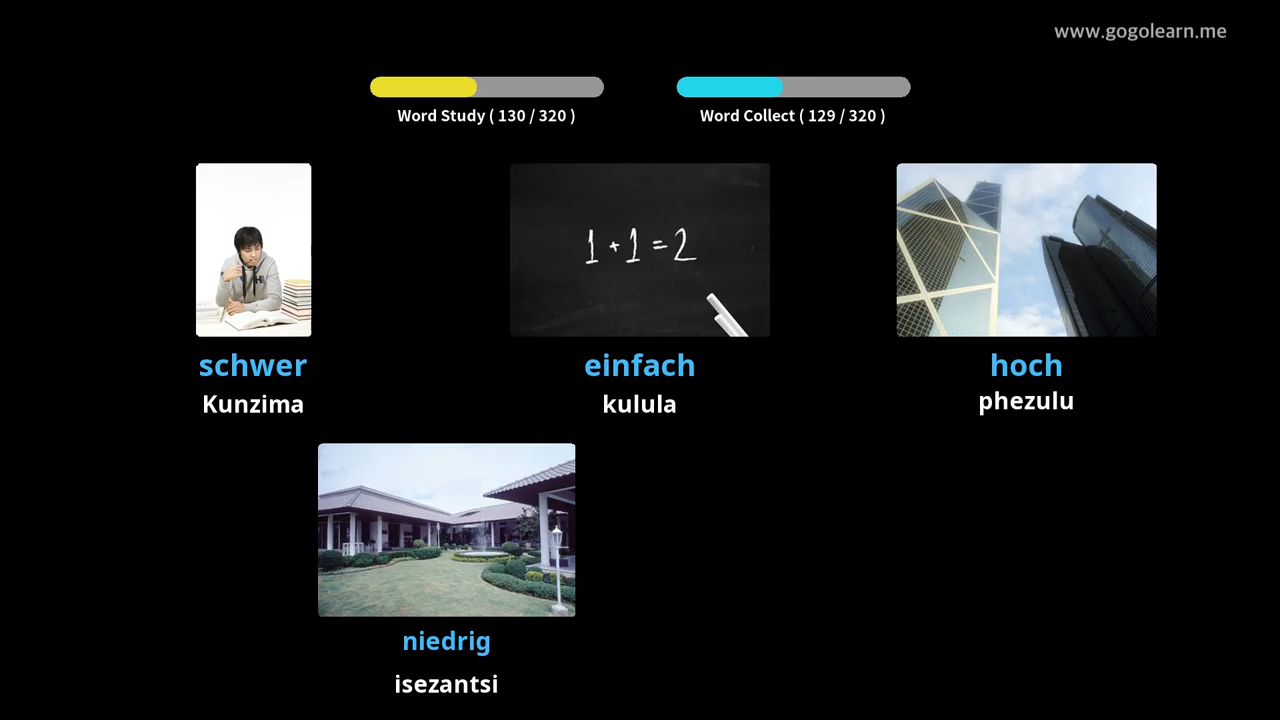 www.gogolearn.me
Word Study ( 130 / 320 )
Word Collect ( 129 / 320 )
1 + 1 = 2
schwer
einfach
hoch
Kunzima
kulula
phezulu
niedrig
isezantsi